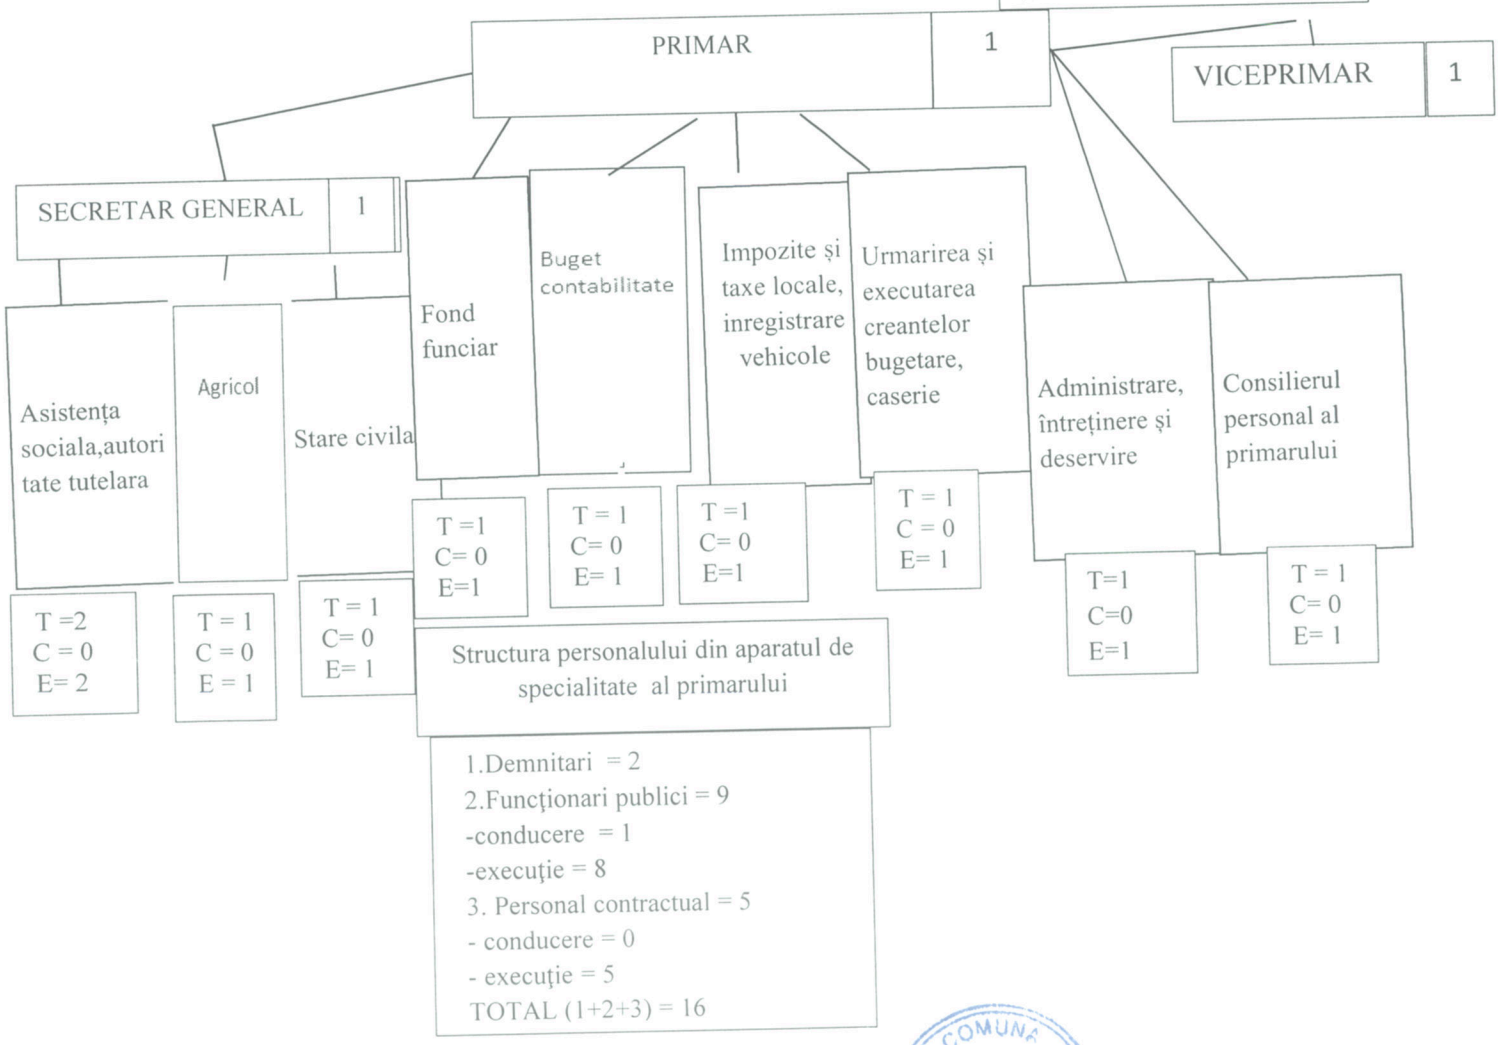 PRIMAR 1
VICEPRIMAR 1
SECRETAR GENERAL 1
Asistența
sociala,autori
tate tutelara
Agricol
Stare civila
Fond
funciar
Buget
contabilitate
Impozite și
taxe locale,
inregistrare
vehicole
Urmarirea și
executarea
creantelor
bugetare,
caserie
Administrare,
întreținere și
deservire
Consilierul
personal al
primarului
T =2
C = 0
E= 2
T = 1
C = 0
E = 1
T = 1
C= 0
E= 1
T =1
C= 0
E=1
T = 1
C= 0
E= 1
T =1
C= 0
E=1
T = 1
C = 0
E= 1
T=1
C=0
E=1
T = 1
C= 0
E= 1
Structura personalului din aparatul de
specialitate al primarului
1.Demnitari = 2
2.Funcţionari publici = 9
-conducere = 1
-execuţie = 8
3. Personal contractual = 5
- conducere = 0
- execuţie = 5
TOTAL (1+2+3) = 16
COMUNA